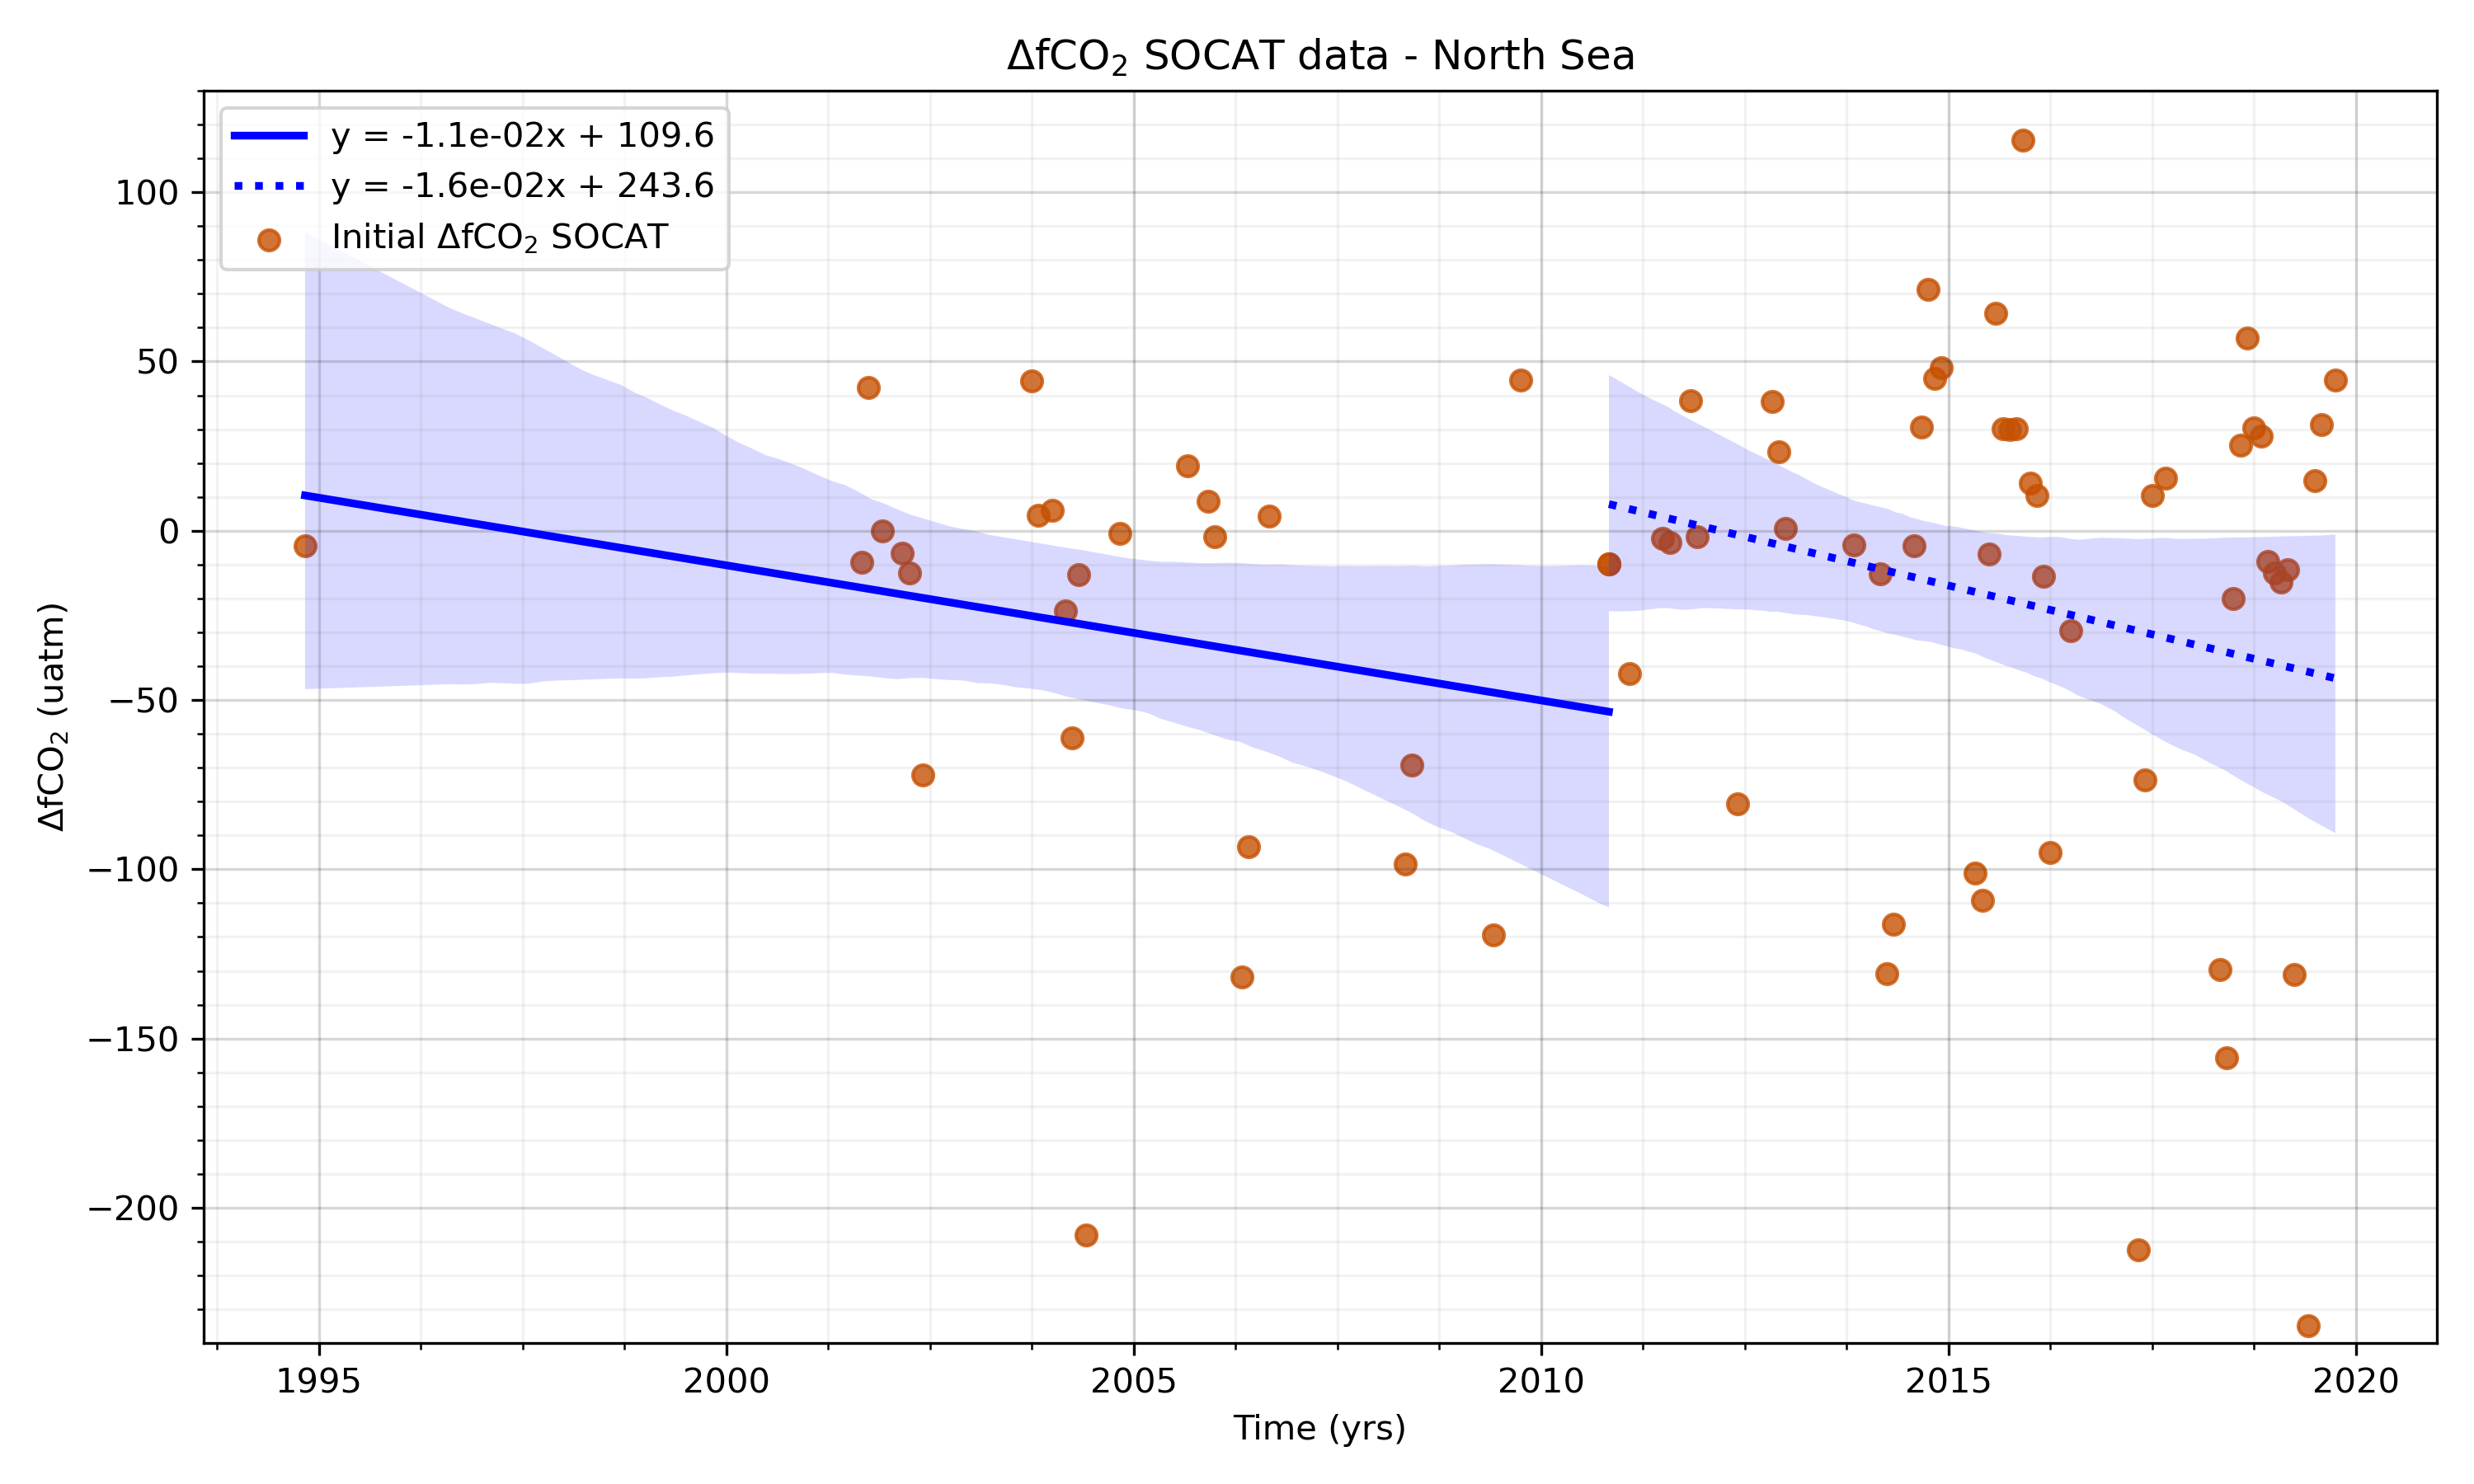 ΔfCO₂ SOCAT data - North Sea
y = -1.1e-02x + 109.6
y = -1.6e-02x + 243.6
Initial ΔfCO₂ SOCAT
100
50
0
−50
−100
−150
−200
ΔfCO₂ (uatm)
1995 2000 2005 2010 2015 2020
Time (yrs)